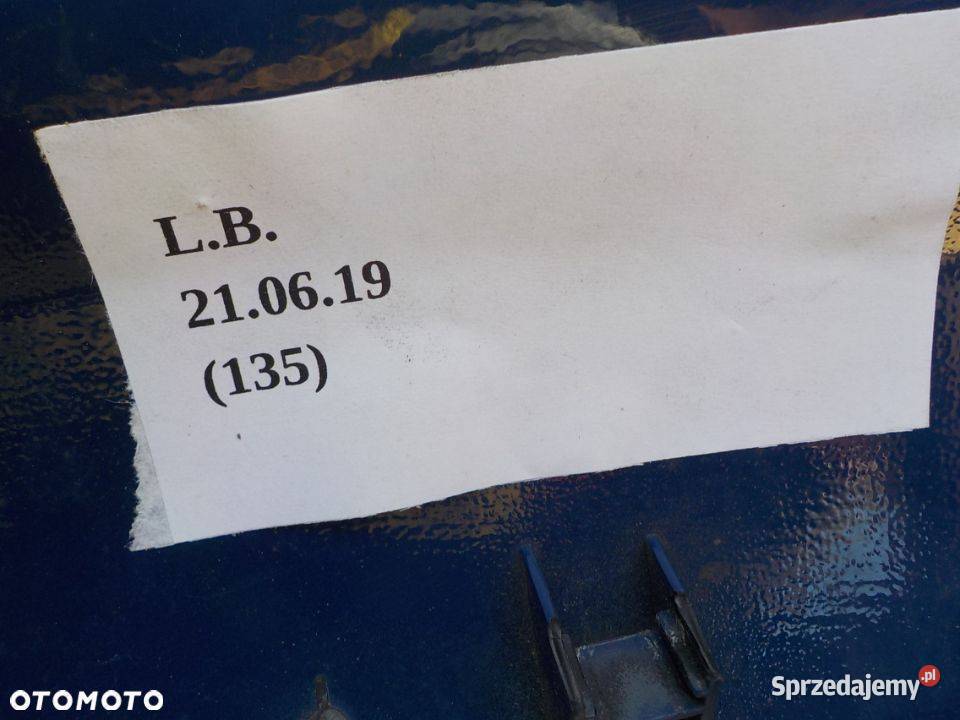 L.B.
21.06.19
(135)
OTOMOTO
Sprzedajemy.pl